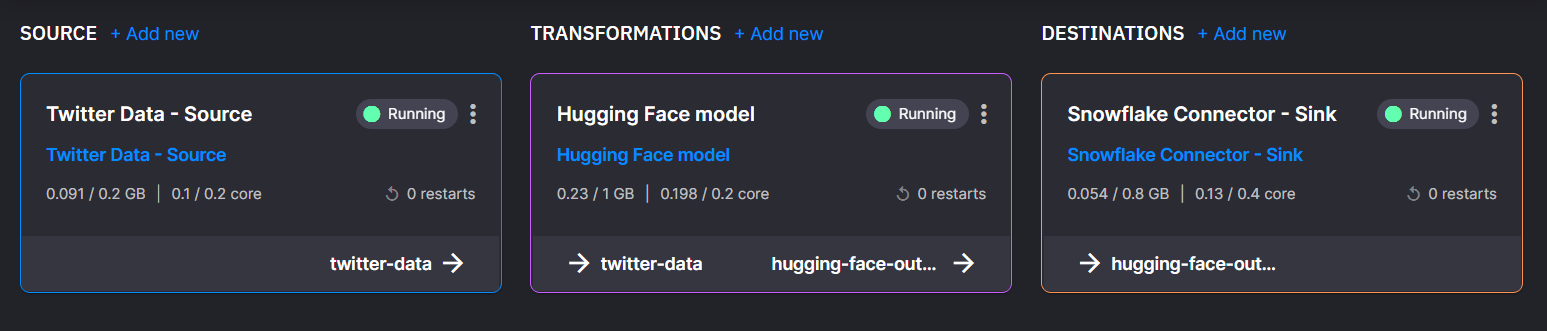 SOURCE + Add new
Twitter Data - Source Running
Twitter Data - Source
0.091 / 0.2 GB | 0.1 / 0.2 core 0 restarts
twitter-data →
TRANSFORMATIONS + Add new
Hugging Face model Running
Hugging Face model
0.23 / 1 GB | 0.198 / 0.2 core 0 restarts
→ twitter-data hugging-face-out... →
DESTINATIONS + Add new
Snowflake Connector - Sink Running
Snowflake Connector - Sink
0.054 / 0.8 GB | 0.13 / 0.4 core 0 restarts
→ hugging-face-out...